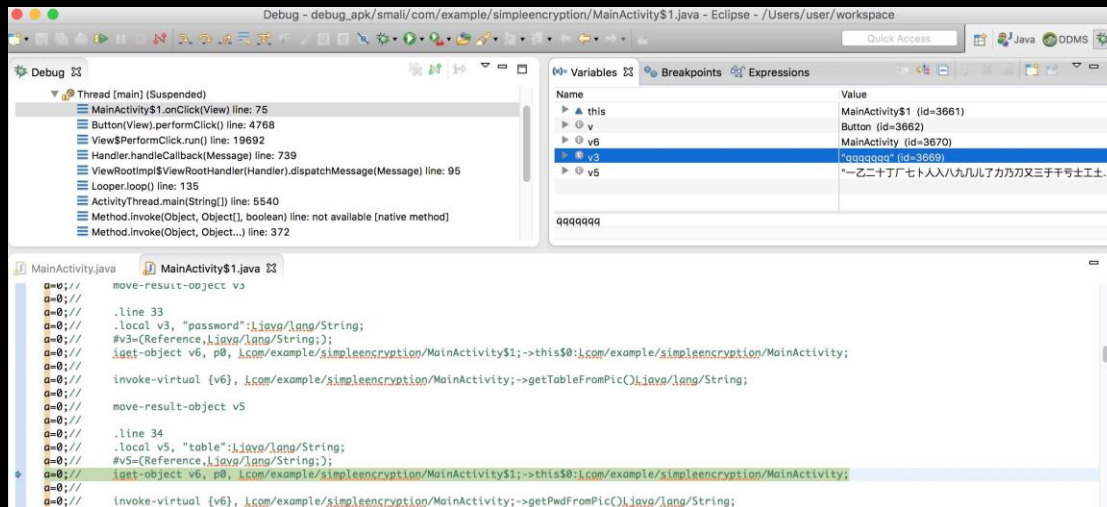 Debug - debug_apk/smali/com/example/simpleencryption/MainActivity$1.java - Eclipse - /Users/user/workspace
Quick Access
Java
DDMS
Debug
Thread [main] (Suspended)
MainActivity$1.onClick(View) line: 75
Button(View).performClick() line: 4768
View$PerformClick.run() line: 19692
Handler.handleCallback(Message) line: 739
ViewRootImpl$ViewRootHandler(Handler).dispatchMessage(Message) line: 95
Looper.loop() line: 135
ActivityThread.main(String[]) line: 5540
Method.invoke(Object, Object[], boolean) line: not available [native method]
Method.invoke(Object, Object...) line: 372
(x)= Variables
Breakpoints
Expressions
Name Value
this MainActivity$1 (id=3661)
v Button (id=3662)
v6 MainActivity (id=3670)
v3 "qqqqqqq" (id=3669)
v5 "一乙二十丁厂七卜人入八九几儿了力乃刀又三于干亏士工土...
qqqqqqq
MainActivity.java
MainActivity$1.java
a=0;// move-result-object v3
a=0;//
a=0;// .line 33
a=0;// .local v3, "password":Ljava/lang/String;
a=0;// #v3=(Reference,Ljava/lang/String;);
a=0;// iget-object v6, p0, Lcom/example/simpleencryption/MainActivity$1;->this$0:Lcom/example/simpleencryption/MainActivity;
a=0;//
a=0;// invoke-virtual {v6}, Lcom/example/simpleencryption/MainActivity;->getTableFromPic()Ljava/lang/String;
a=0;//
a=0;// move-result-object v5
a=0;//
a=0;// .line 34
a=0;// .local v5, "table":Ljava/lang/String;
a=0;// #v5=(Reference,Ljava/lang/String;);
a=0;// iget-object v6, p0, Lcom/example/simpleencryption/MainActivity$1;->this$0:Lcom/example/simpleencryption/MainActivity;
a=0;//
a=0;// invoke-virtual {v6}, Lcom/example/simpleencryption/MainActivity;->getPwdFromPic()Ljava/lang/String;